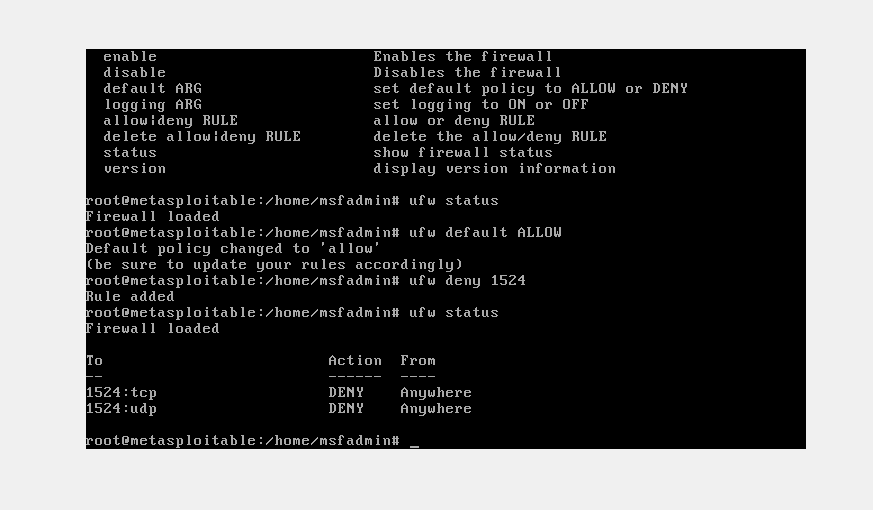 enable Enables the firewall
disable Disables the firewall
default ARG set default policy to ALLOW or DENY
logging ARG set logging to ON or OFF
allow|deny RULE allow or deny RULE
delete allow|deny RULE delete the allow/deny RULE
status show firewall status
version display version information
root@metasploitable:/home/msfadmin# ufw status
Firewall loaded
root@metasploitable:/home/msfadmin# ufw default ALLOW
Default policy changed to 'allow'
(be sure to update your rules accordingly)
root@metasploitable:/home/msfadmin# ufw deny 1524
Rule added
root@metasploitable:/home/msfadmin# ufw status
Firewall loaded
To Action From
-- ------ ----
1524:tcp DENY Anywhere
1524:udp DENY Anywhere
root@metasploitable:/home/msfadmin# _